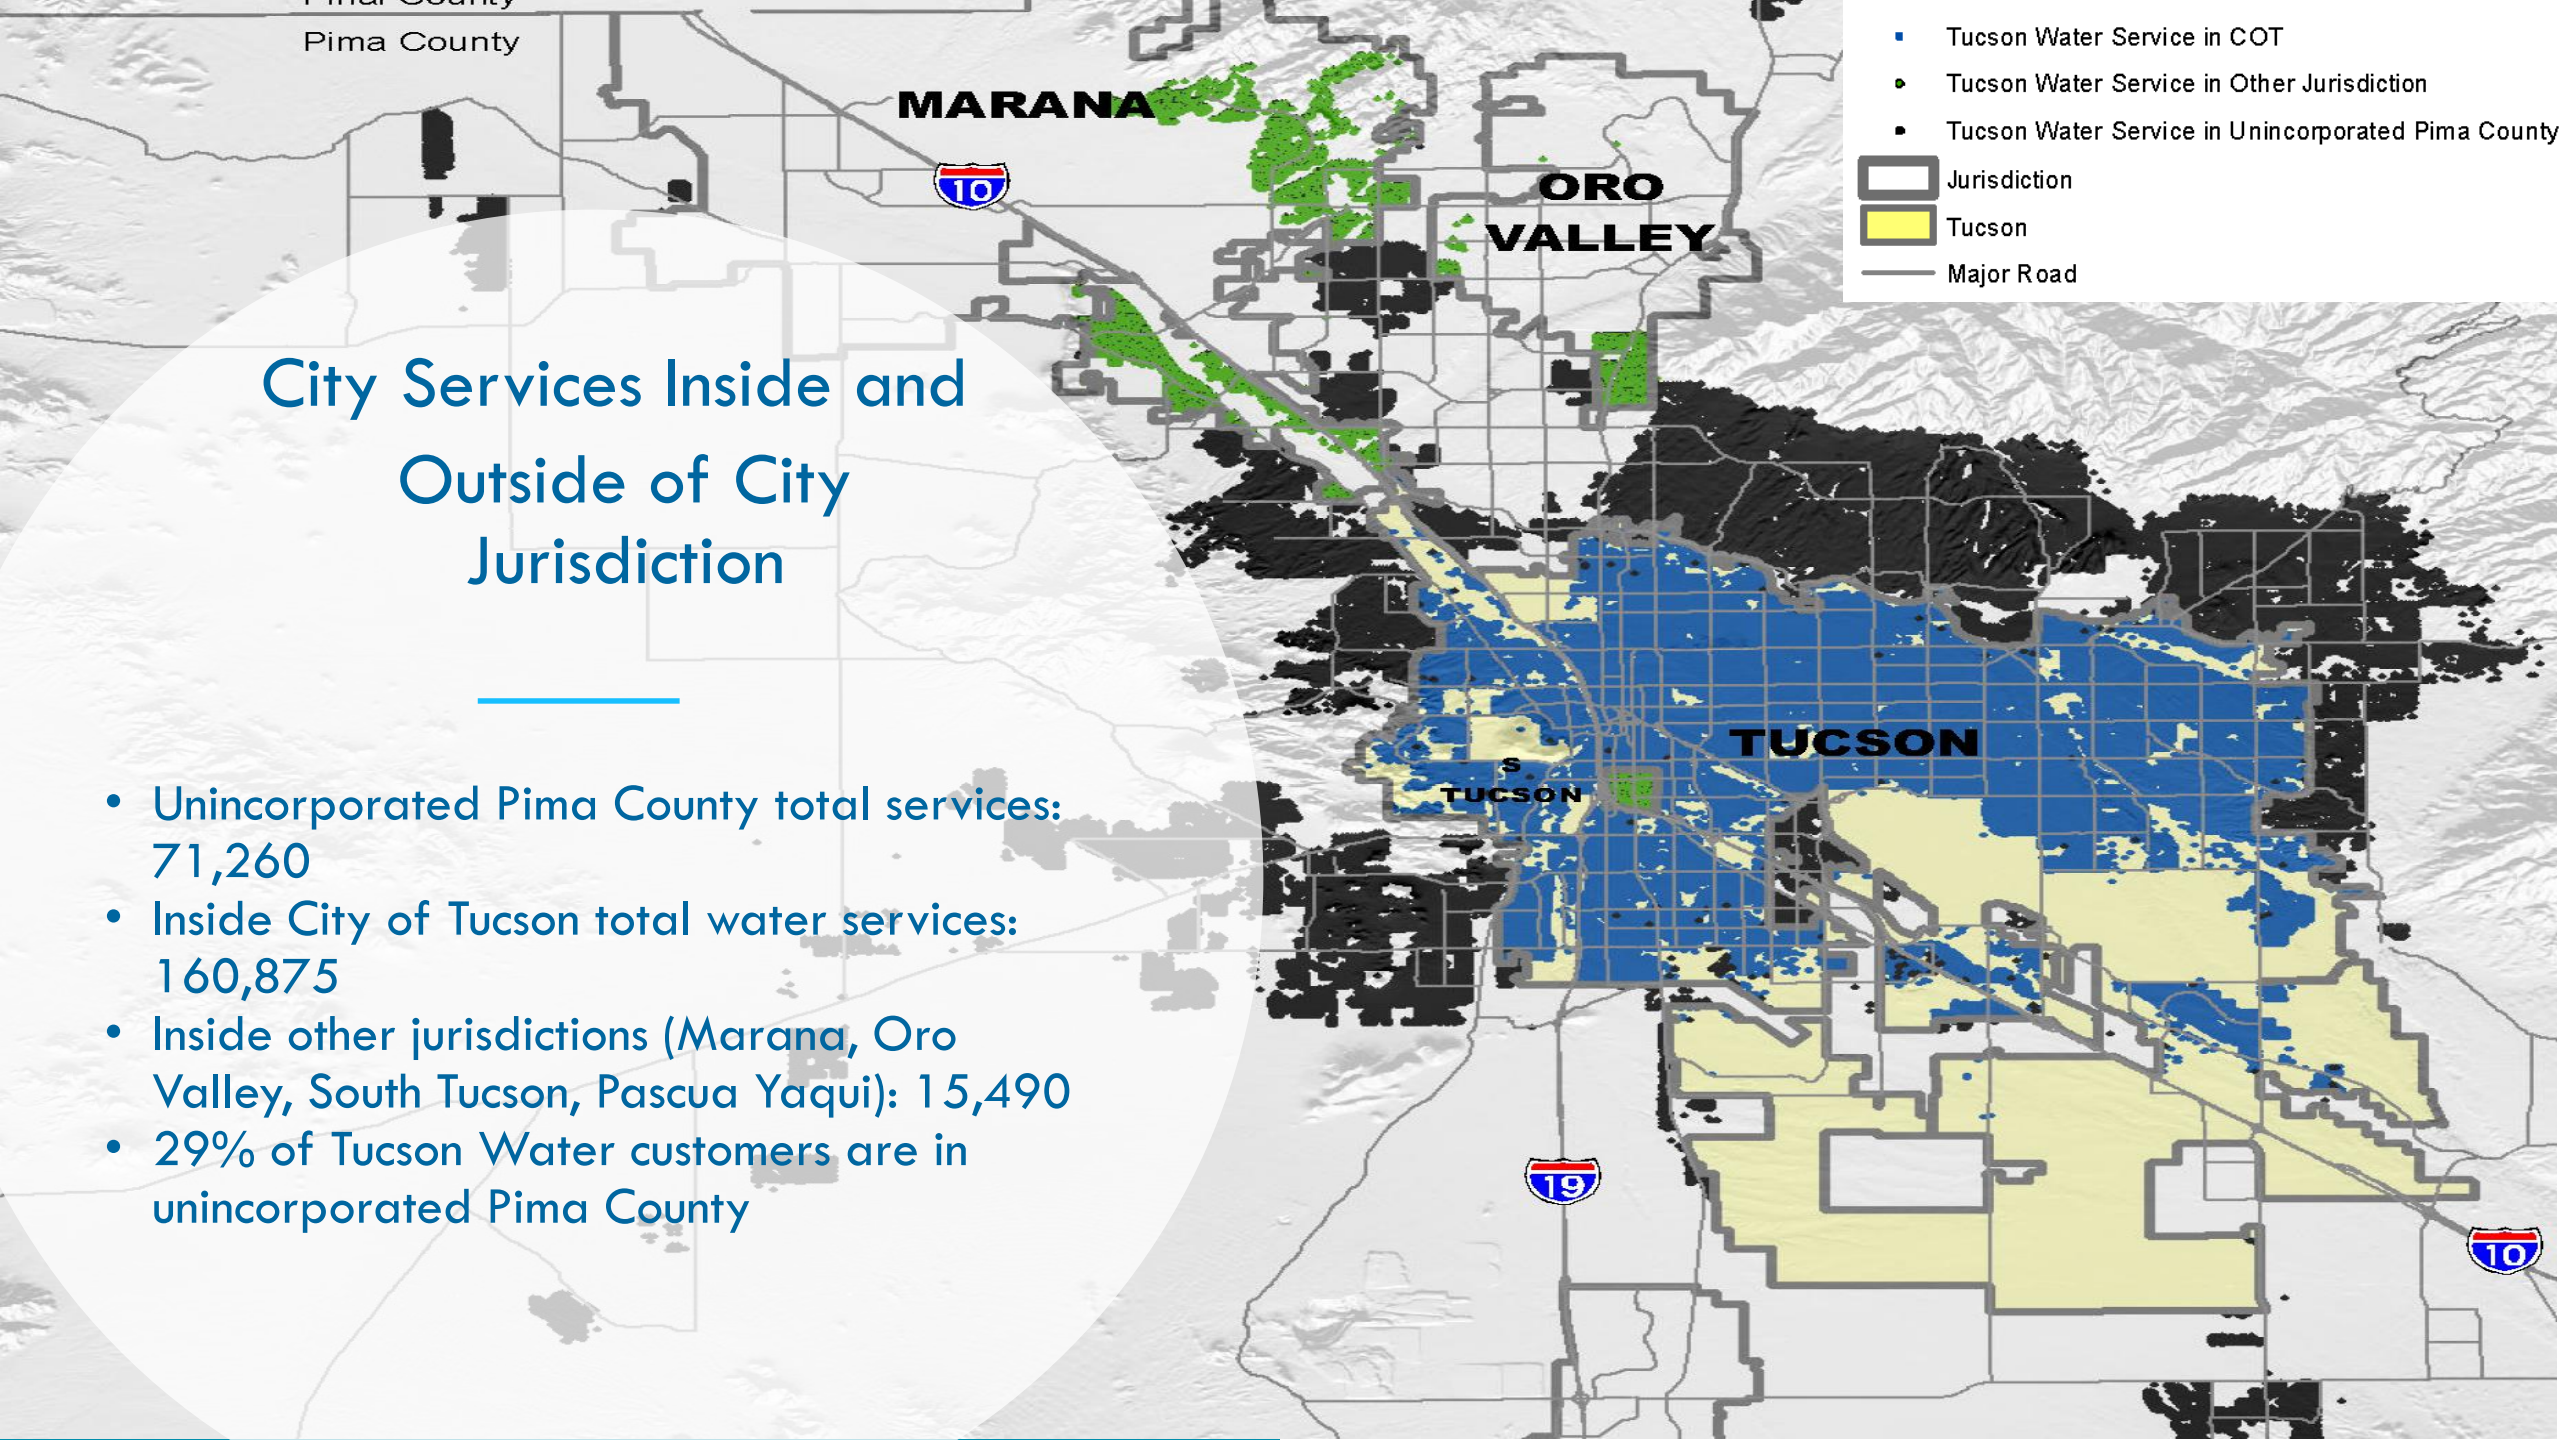 Pinal County
Pima County
MARANA
10
ORO
VALLEY
Tucson Water Service in COT
Tucson Water Service in Other Jurisdiction
Tucson Water Service in Unincorporated Pima County
Jurisdiction
Tucson
Major Road
City Services Inside and
Outside of City
Jurisdiction
• Unincorporated Pima County total services:
71,260
• Inside City of Tucson total water services:
160,875
• Inside other jurisdictions (Marana, Oro
Valley, South Tucson, Pascua Yaqui): 15,490
• 29% of Tucson Water customers are in
unincorporated Pima County
TUCSON
S
TUCSON
19
10